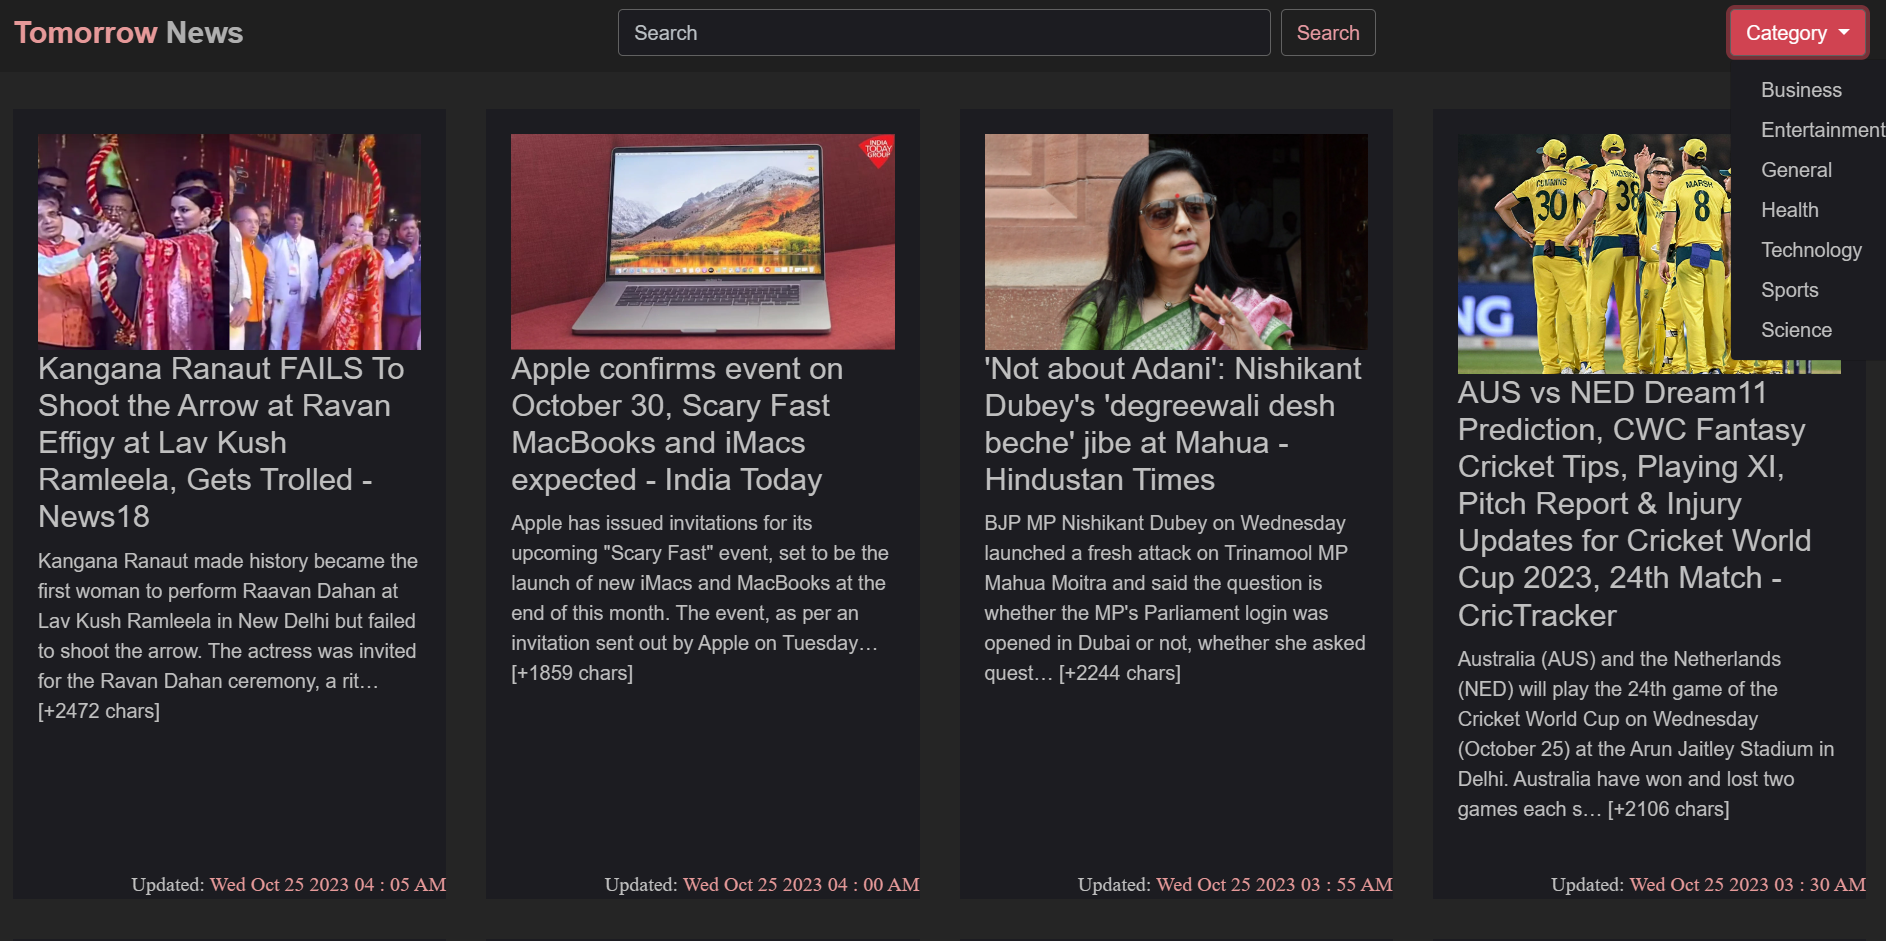 Tomorrow News
Search
Search
Category
Business
Entertainment
General
Health
Technology
Sports
Science
Kangana Ranaut FAILS To
Shoot the Arrow at Ravan
Effigy at Lav Kush
Ramleela, Gets Trolled -
News18
Kangana Ranaut made history became the
first woman to perform Raavan Dahan at
Lav Kush Ramleela in New Delhi but failed
to shoot the arrow. The actress was invited
for the Ravan Dahan ceremony, a rit…
[+2472 chars]
Updated: Wed Oct 25 2023 04 : 05 AM
INDIA
TODAY
GROUP
Apple confirms event on
October 30, Scary Fast
MacBooks and iMacs
expected - India Today
Apple has issued invitations for its
upcoming "Scary Fast" event, set to be the
launch of new iMacs and MacBooks at the
end of this month. The event, as per an
invitation sent out by Apple on Tuesday…
[+1859 chars]
Updated: Wed Oct 25 2023 04 : 00 AM
'Not about Adani': Nishikant
Dubey's 'degreewali desh
beche' jibe at Mahua -
Hindustan Times
BJP MP Nishikant Dubey on Wednesday
launched a fresh attack on Trinamool MP
Mahua Moitra and said the question is
whether the MP's Parliament login was
opened in Dubai or not, whether she asked
quest… [+2244 chars]
Updated: Wed Oct 25 2023 03 : 55 AM
30
38
MARSH
8
NG
AUS vs NED Dream11
Prediction, CWC Fantasy
Cricket Tips, Playing XI,
Pitch Report & Injury
Updates for Cricket World
Cup 2023, 24th Match -
CricTracker
Australia (AUS) and the Netherlands
(NED) will play the 24th game of the
Cricket World Cup on Wednesday
(October 25) at the Arun Jaitley Stadium in
Delhi. Australia have won and lost two
games each s… [+2106 chars]
Updated: Wed Oct 25 2023 03 : 30 AM